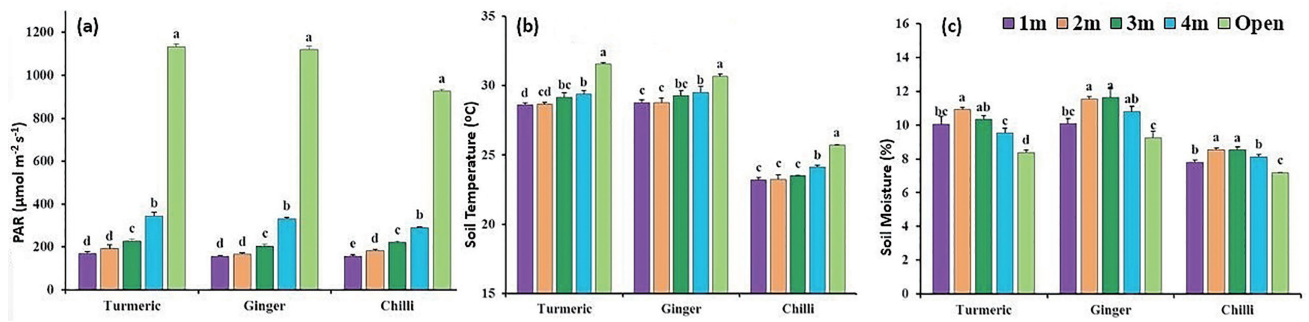 (a)
PAR (µmol m⁻² s⁻¹)
1200
1000
800
600
400
200
0
d d c b a
d d c b a
e d c b a
Turmeric Ginger Chilli
(b)
Soil Temperature (ºC)
35
30
25
20
15
d cd bc b a
c c bc b a
c c c b a
Turmeric Ginger Chilli
(c)
1m 2m 3m 4m Open
Soil Moisture (%)
16
14
12
10
8
6
4
2
0
bc a ab c d
bc a a ab c
b a a b c
Turmeric Ginger Chilli